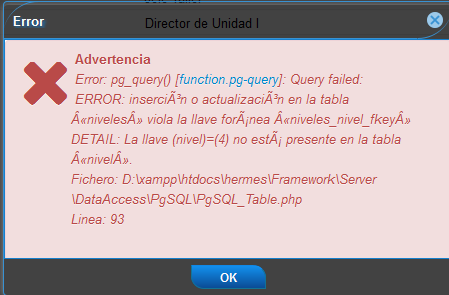 Error
Director de Unidad I
Advertencia
Error: pg_query() [function.pg-query]: Query failed:
ERROR: inserciÃ³n o actualizaciÃ³n en la tabla
Â«nivelesÂ» viola la llave forÃ¡nea Â«niveles_nivel_fkeyÂ»
DETAIL: La llave (nivel)=(4) no estÃ¡ presente en la tabla
Â«nivelÂ».
Fichero: D:\xampp\htdocs\hermes\Framework\Server
\DataAccess\PgSQL\PgSQL_Table.php
Linea: 93
OK